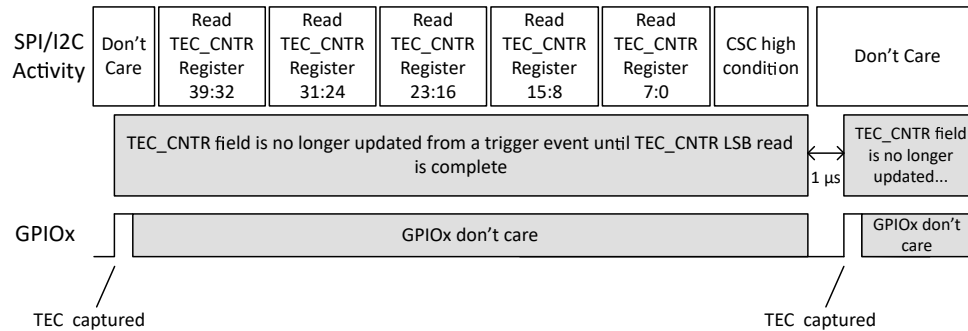 SPI/I2C
Activity
Don't
Care
Read
TEC_CNTR
Register
39:32
Read
TEC_CNTR
Register
31:24
Read
TEC_CNTR
Register
23:16
Read
TEC_CNTR
Register
15:8
Read
TEC_CNTR
Register
7:0
CSC high
condition
Don't Care
TEC_CNTR field is no longer updated from a trigger event until TEC_CNTR LSB read
is complete
1 µs
TEC_CNTR field
is no longer
updated...
GPIOx
GPIOx don't care
GPIOx don't
care
TEC captured
TEC captured